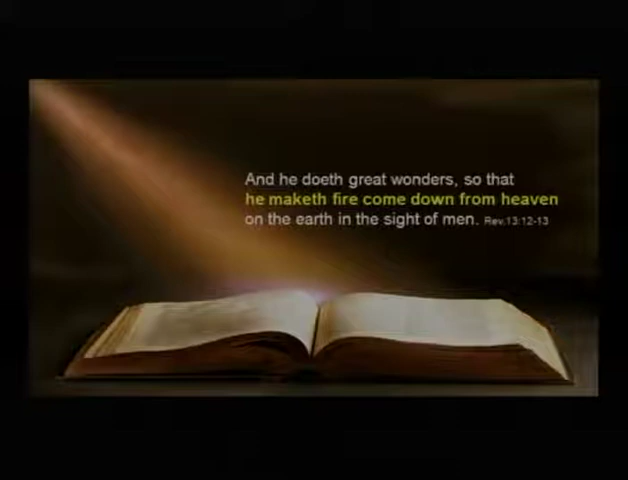 And he doeth great wonders, so that
he maketh fire come down from heaven
on the earth in the sight of men. Rev.13:12-13